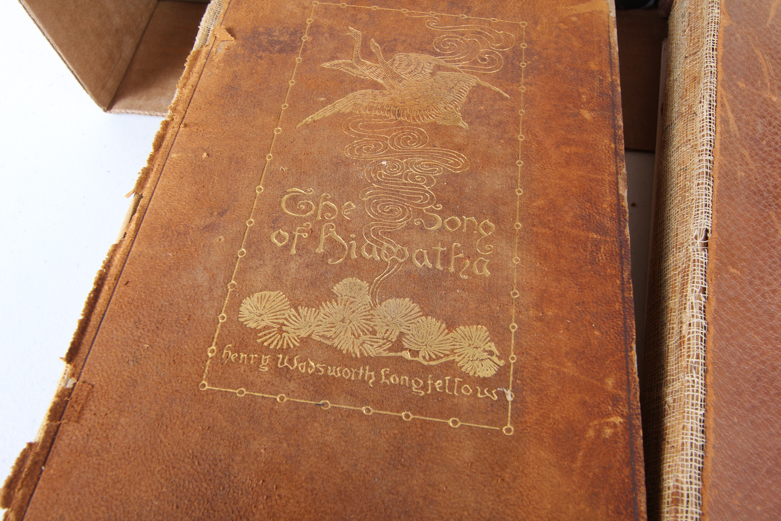 The Song
of Hiawatha
Henry Wadsworth Longfellow